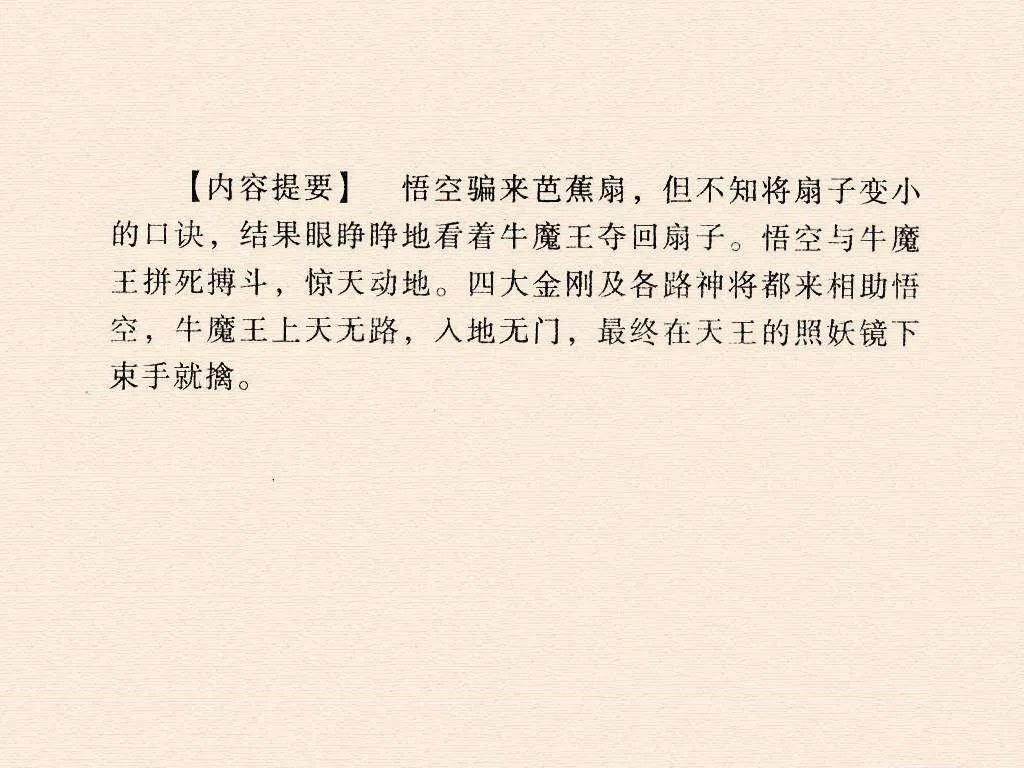 【内容提要】 悟空骗来芭蕉扇，但不知将扇子变小
的口诀，结果眼睁睁地看着牛魔王夺回扇子。悟空与牛魔
王拼死搏斗，惊天动地。四大金刚及各路神将都来相助悟
空，牛魔王上天无路，入地无门，最终在天王的照妖镜下
束手就擒。